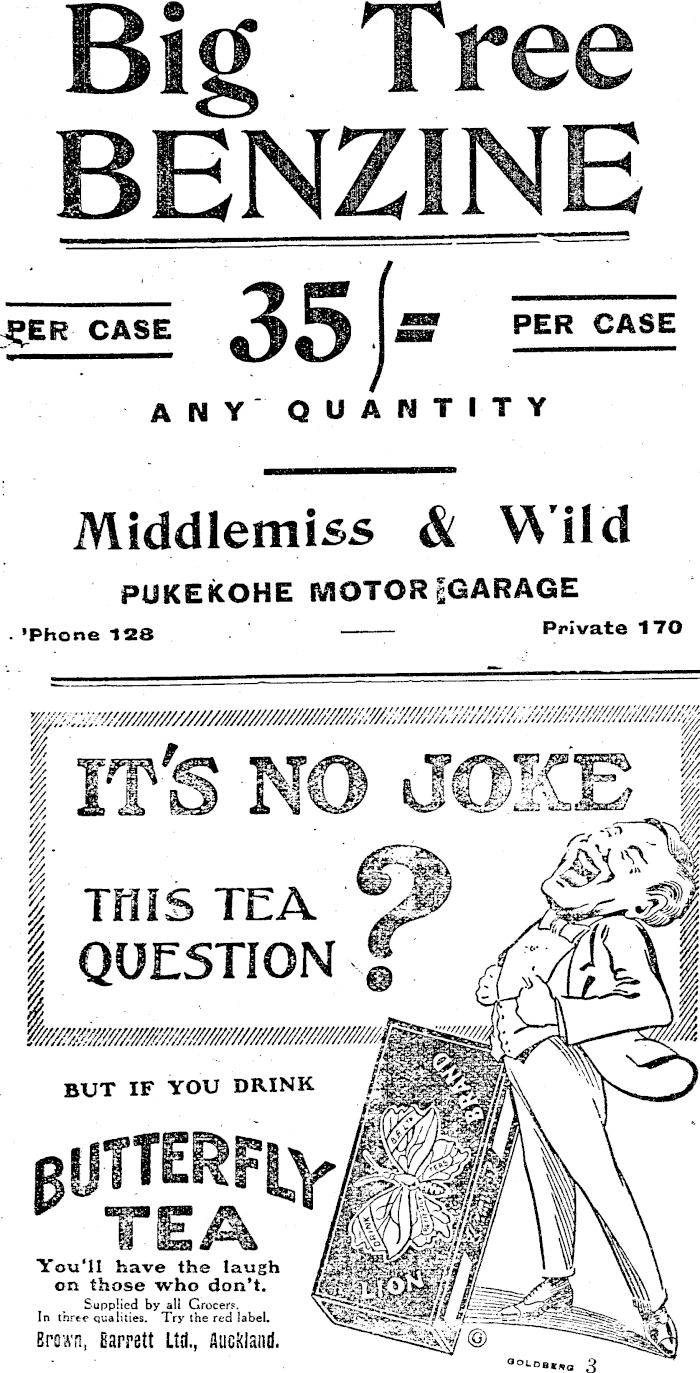 Big Tree
BENZINE
PER CASE 35/= PER CASE
ANY QUANTITY
Middlemiss & Wild
PUKEKOHE MOTOR GARAGE
'Phone 128 Private 170
IT'S NO JOKE
THIS TEA
QUESTION ?
BUT IF YOU DRINK
BUTTERFLY
TEA
You'll have the laugh
on those who don't.
Supplied by all Grocers.
In three qualities. Try the red label.
Brown, Barrett Ltd., Auckland.
BRAND
DRINK
LION
G
GOLDBERG 3